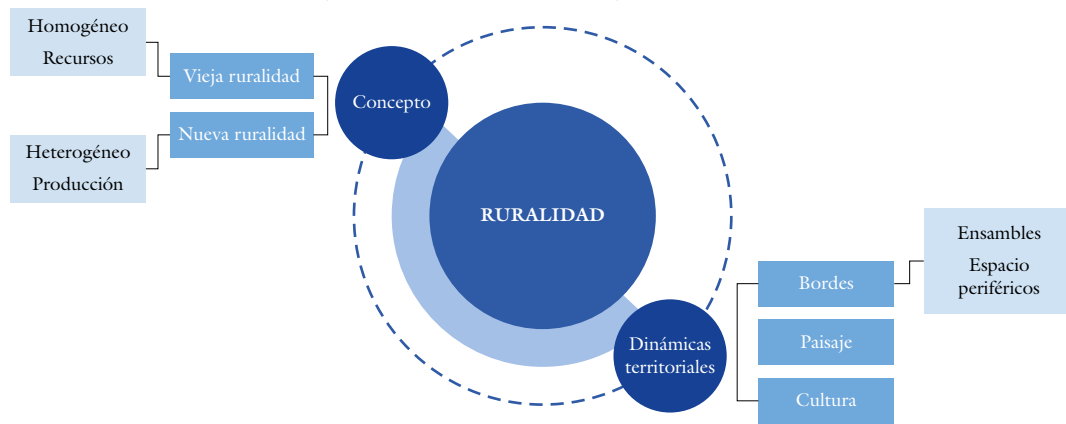 Homogéneo
Recursos
Vieja ruralidad
Concepto
Nueva ruralidad
Heterogéneo
Producción
RURALIDAD
Ensambles
Espacio
periféricos
Bordes
Dinámicas
territoriales
Paisaje
Cultura